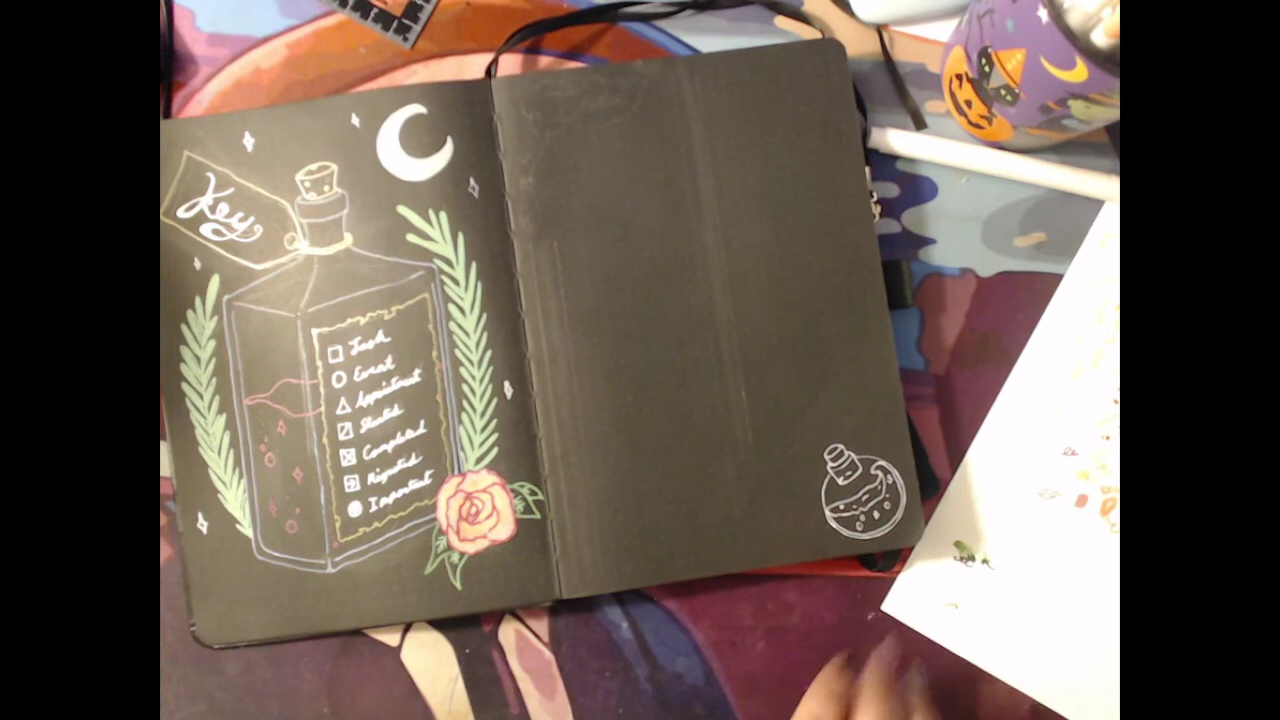 Key
Task
Event
Appointment
Started
Completed
Migrated
Important